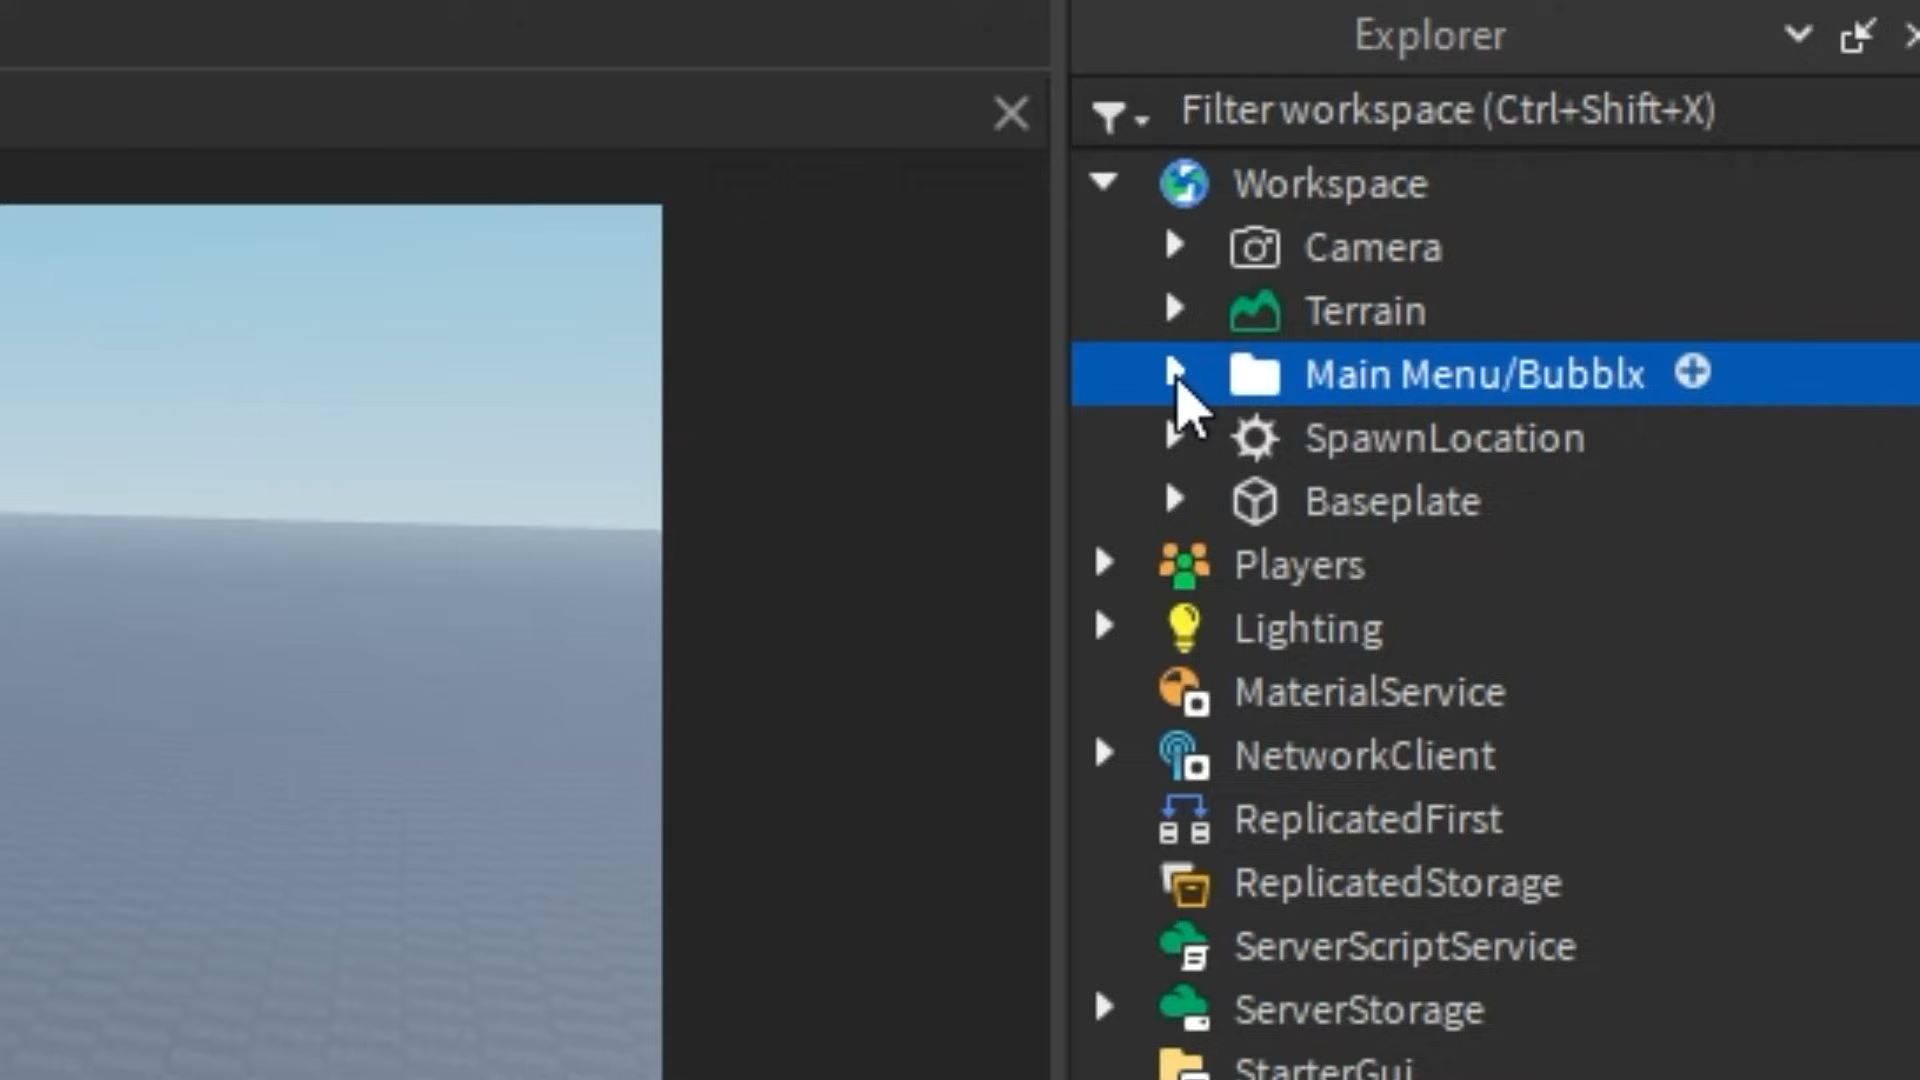 Explorer
Filter workspace (Ctrl+Shift+X)
Workspace
Camera
Terrain
Main Menu/Bubblx
SpawnLocation
Baseplate
Players
Lighting
MaterialService
NetworkClient
ReplicatedFirst
ReplicatedStorage
ServerScriptService
ServerStorage
StarterGui